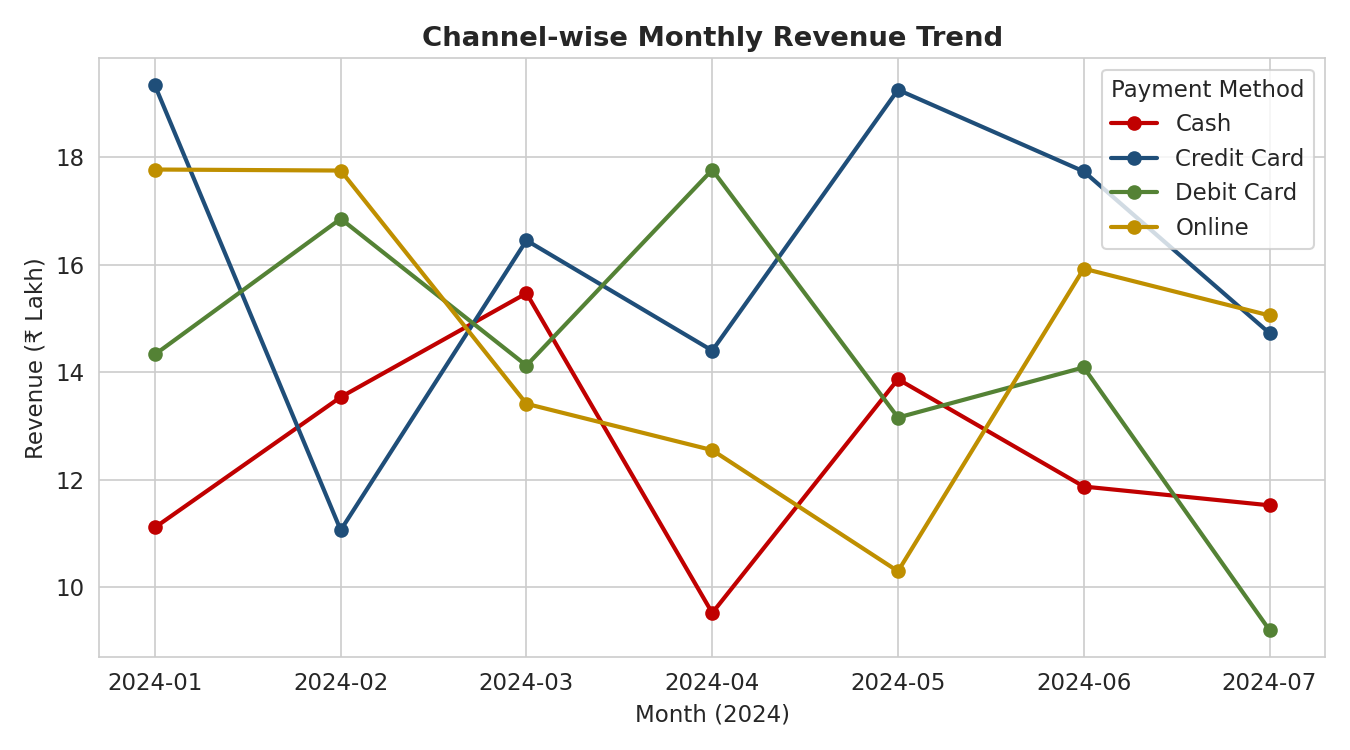 Channel-wise Monthly Revenue Trend
Payment Method
Cash
Credit Card
Debit Card
Online
Revenue (₹ Lakh)
18
16
14
12
10
2024-01 2024-02 2024-03 2024-04 2024-05 2024-06 2024-07
Month (2024)